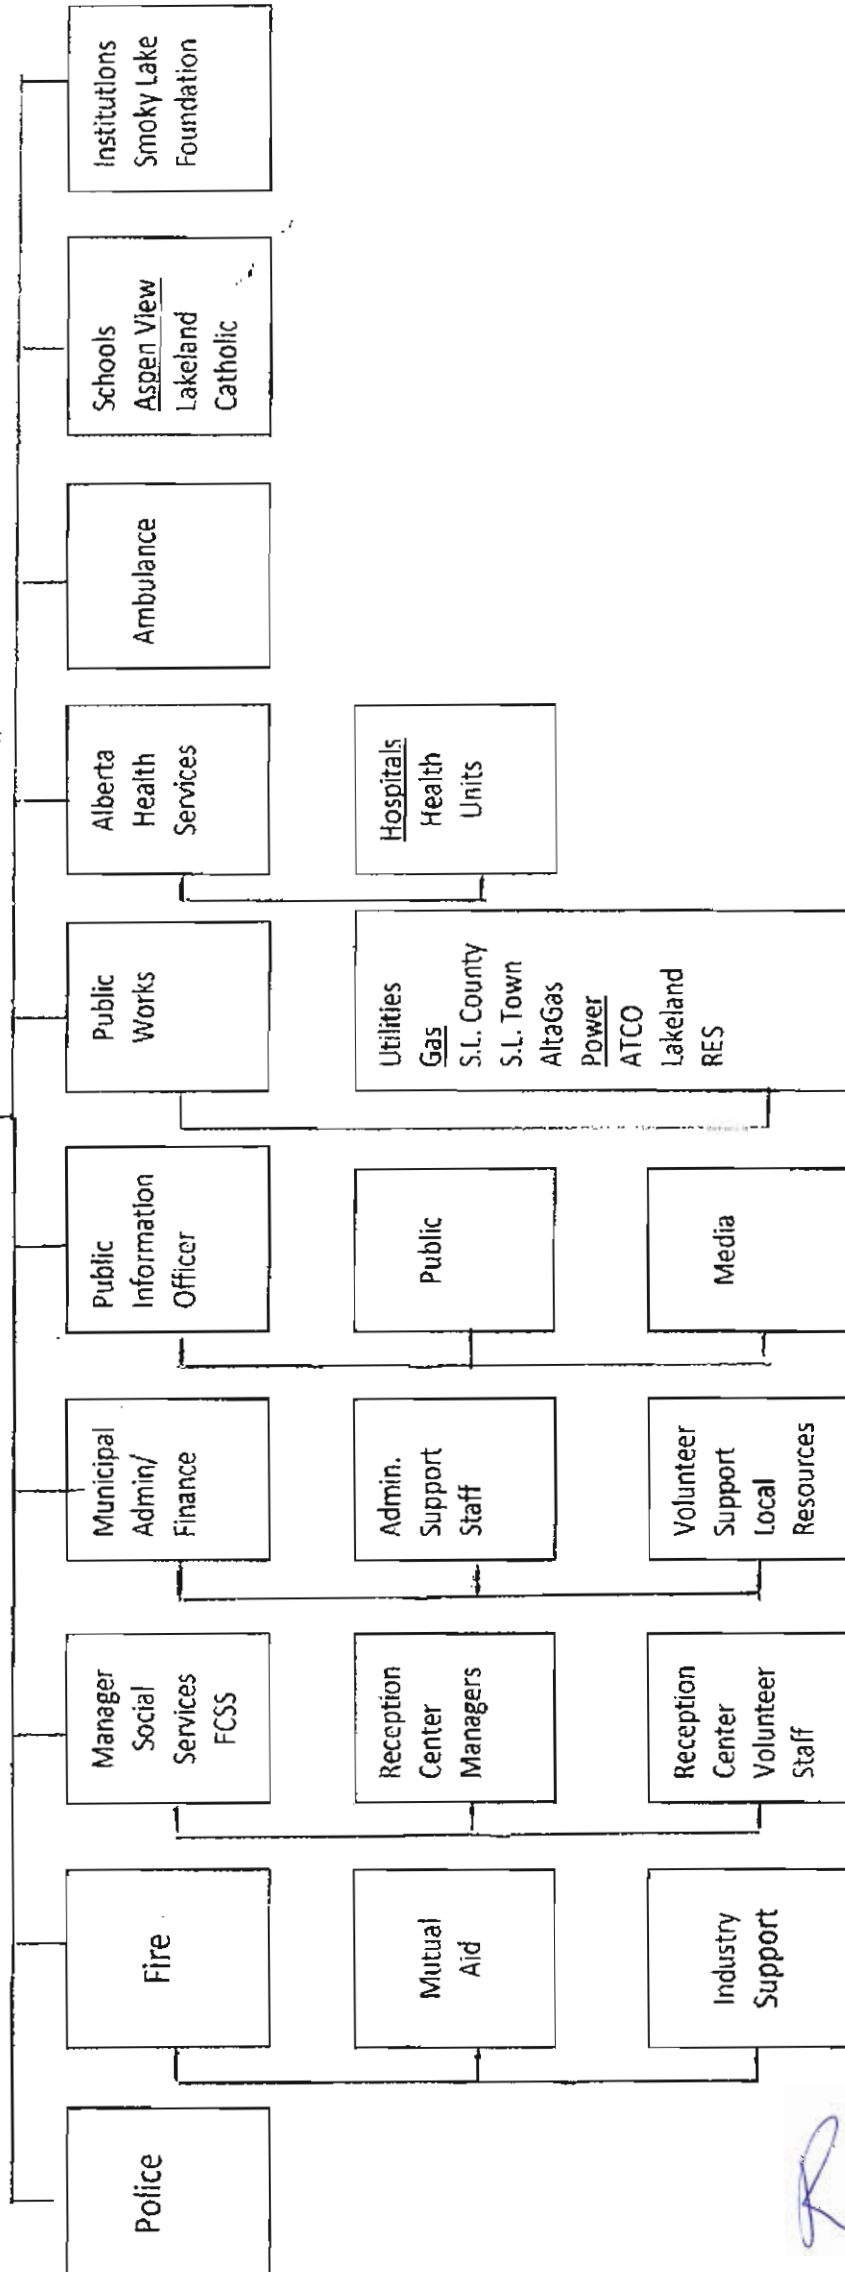 Police
Fire
Manager
Social
Services
FCSS
Municipal
Admin/
Finance
Public
Information
Officer
Public
Works
Alberta
Health
Services
Ambulance
Schools
Aspen View
Lakeland
Catholic
Institutions
Smoky Lake
Foundation
Mutual
Aid
Reception
Center
Managers
Admin.
Support
Staff
Public
Utilities
Gas
S.L. County
S.L. Town
AltaGas
Power
ATCO
Lakeland
RES
Hospitals
Health
Units
Industry
Support
Reception
Center
Volunteer
Staff
Volunteer
Support
Local
Resources
Media